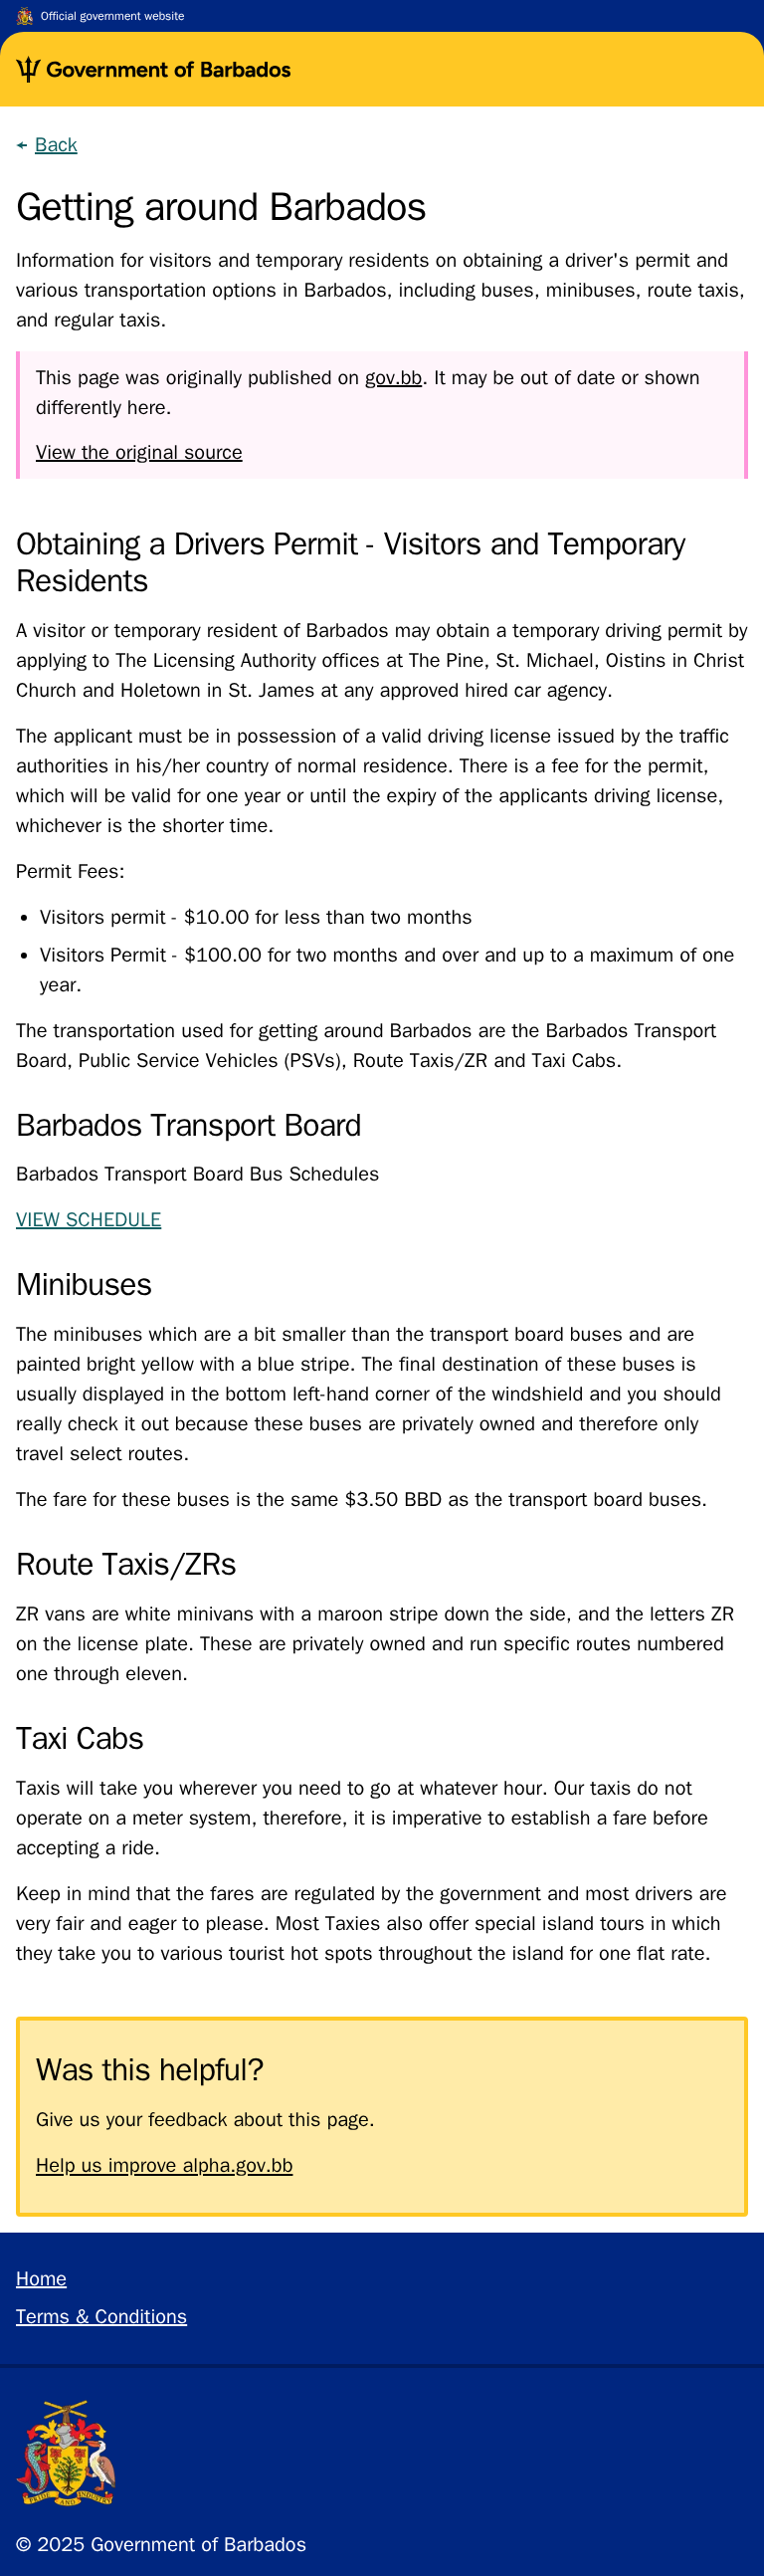 Official government website
Government of Barbados
← Back
Getting around Barbados
Information for visitors and temporary residents on obtaining a driver's permit and
various transportation options in Barbados, including buses, minibuses, route taxis,
and regular taxis.
This page was originally published on gov.bb. It may be out of date or shown
differently here.
View the original source
Obtaining a Drivers Permit - Visitors and Temporary
Residents
A visitor or temporary resident of Barbados may obtain a temporary driving permit by
applying to The Licensing Authority offices at The Pine, St. Michael, Oistins in Christ
Church and Holetown in St. James at any approved hired car agency.
The applicant must be in possession of a valid driving license issued by the traffic
authorities in his/her country of normal residence. There is a fee for the permit,
which will be valid for one year or until the expiry of the applicants driving license,
whichever is the shorter time.
Permit Fees:
• Visitors permit - $10.00 for less than two months
• Visitors Permit - $100.00 for two months and over and up to a maximum of one
year.
The transportation used for getting around Barbados are the Barbados Transport
Board, Public Service Vehicles (PSVs), Route Taxis/ZR and Taxi Cabs.
Barbados Transport Board
Barbados Transport Board Bus Schedules
VIEW SCHEDULE
Minibuses
The minibuses which are a bit smaller than the transport board buses and are
painted bright yellow with a blue stripe. The final destination of these buses is
usually displayed in the bottom left-hand corner of the windshield and you should
really check it out because these buses are privately owned and therefore only
travel select routes.
The fare for these buses is the same $3.50 BBD as the transport board buses.
Route Taxis/ZRs
ZR vans are white minivans with a maroon stripe down the side, and the letters ZR
on the license plate. These are privately owned and run specific routes numbered
one through eleven.
Taxi Cabs
Taxis will take you wherever you need to go at whatever hour. Our taxis do not
operate on a meter system, therefore, it is imperative to establish a fare before
accepting a ride.
Keep in mind that the fares are regulated by the government and most drivers are
very fair and eager to please. Most Taxies also offer special island tours in which
they take you to various tourist hot spots throughout the island for one flat rate.
Was this helpful?
Give us your feedback about this page.
Help us improve alpha.gov.bb
Home
Terms & Conditions
PRIDE AND INDUSTRY
© 2025 Government of Barbados